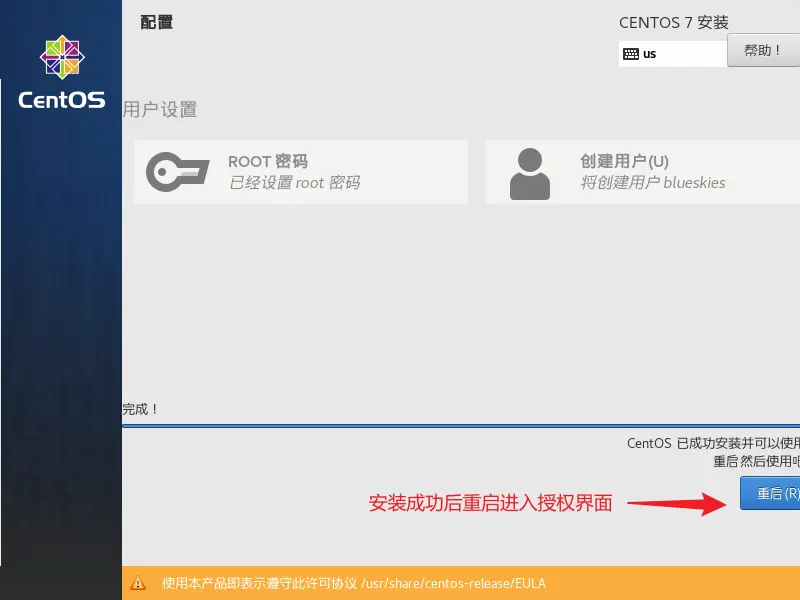 配置
CENTOS 7 安装
us
帮助！
CentOS
用户设置
ROOT 密码
已经设置 root 密码
创建用户(U)
将创建用户 blueskies
完成！
CentOS 已成功安装并可以使用
重启然后使用吧
重启(R)
安装成功后重启进入授权界面
使用本产品即表示遵守此许可协议 /usr/share/centos-release/EULA